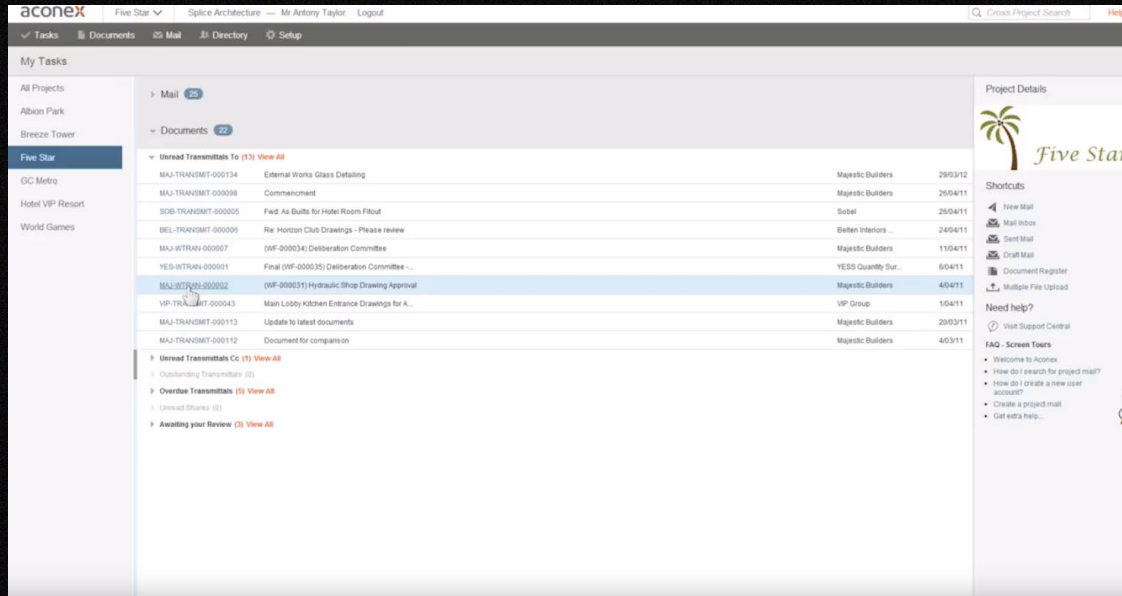 aconex Five Star Splice Architecture — Mr Antony Taylor Logout Cross Project Search Help
Tasks Documents Mail Directory Setup
My Tasks
All Projects
Albion Park
Breeze Tower
Five Star
GC Metro
Hotel VIP Resort
World Games
Mail 25
Documents 22
Unread Transmittals To (13) View All
MAJ-TRANSMIT-000134 External Works Glass Detailing Majestic Builders 29/03/12
MAJ-TRANSMIT-000098 Commencment Majestic Builders 26/04/11
SOB-TRANSMIT-000005 Fwd: As Builts for Hotel Room Fitout Sobel 26/04/11
BEL-TRANSMIT-000006 Re: Horizon Club Drawings - Please review Belten Interiors ... 24/04/11
MAJ-WTRAN-000007 (WF-000034) Deliberation Committee Majestic Builders 11/04/11
YES-WTRAN-000001 Final (WF-000035) Deliberation Committee -... YESS Quantity Sur... 6/04/11
MAJ-WTRAN-000002 (WF-000031) Hydraulic Shop Drawing Approval Majestic Builders 4/04/11
Main Lobby Kitchen Entrance Drawings for A... VIP Group 1/04/11
MAJ-TRANSMIT-000113 Update to latest documents Majestic Builders 20/03/11
MAJ-TRANSMIT-000112 Document for comparison Majestic Builders 4/03/11
Unread Transmittals Cc (1) View All
Outstanding Transmittals (0)
Overdue Transmittals (5) View All
Unread Shares (0)
Awaiting your Review (3) View All
Project Details
Five Star
Shortcuts
New Mail
Mail Inbox
Sent Mail
Draft Mail
Document Register
Multiple File Upload
Need help?
Visit Support Central
FAQ - Screen Tours
• Welcome to Aconex
• How do I search for project mail?
• How do I create a new user
account?
• Create a project mail
• Get extra help...